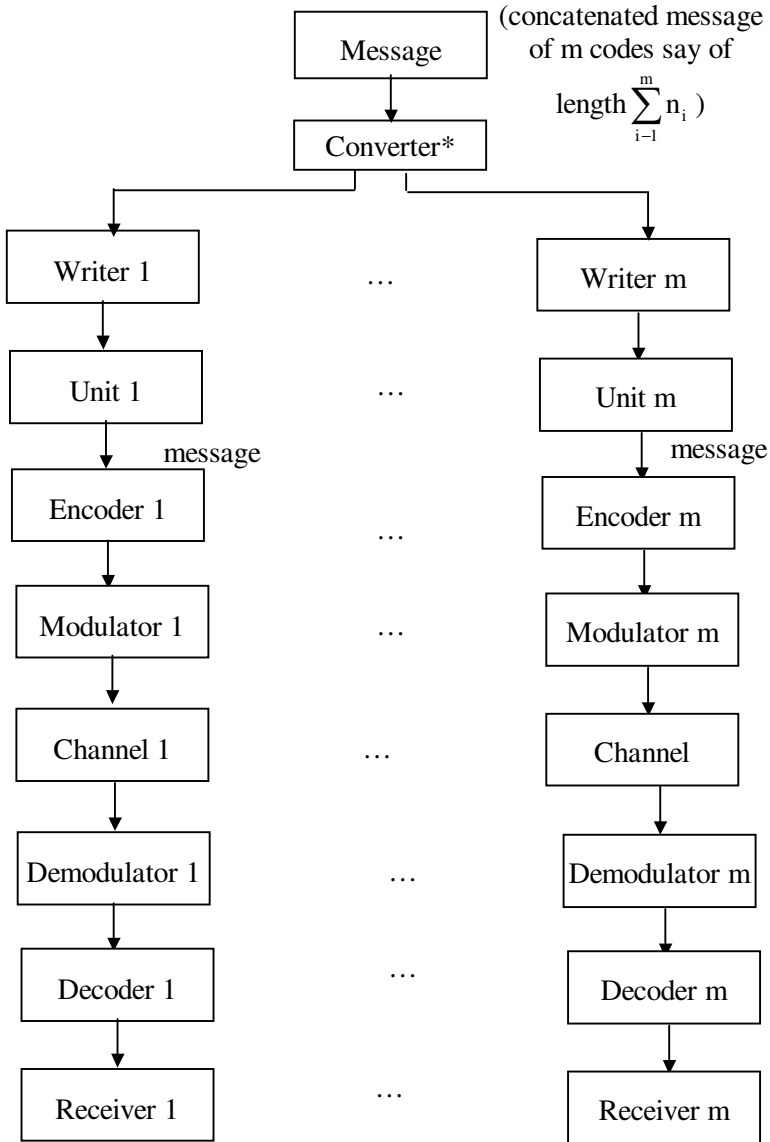 Message
(concatenated message
of m codes say of
length \sum_{i-1}^{m} n_i )
Converter*
Writer 1
…
Writer m
Unit 1
…
Unit m
message
message
Encoder 1
…
Encoder m
Modulator 1
…
Modulator m
Channel 1
…
Channel
Demodulator 1
…
Demodulator m
Decoder 1
…
Decoder m
Receiver 1
…
Receiver m